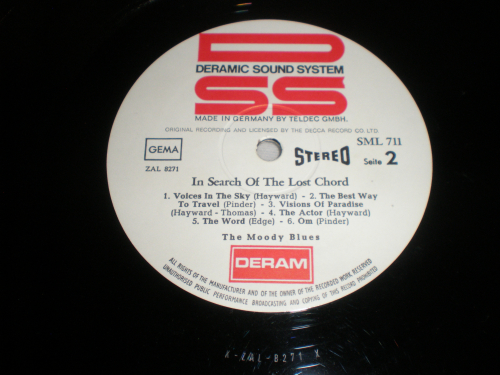 DSS
DERAMIC SOUND SYSTEM
MADE IN GERMANY BY TELDEC GMBH.
ORIGINAL RECORDING AND LICENSED BY THE DECCA RECORD CO LTD.
GEMA
ZAL 8271
STEREO
SML 711
Seite 2
In Search Of The Lost Chord
1. Voices In The Sky (Hayward) - 2. The Best Way
To Travel (Pinder) - 3. Visions Of Paradise
(Hayward - Thomas) - 4. The Actor (Hayward)
5. The Word (Edge) - 6. Om (Pinder)
The Moody Blues
DERAM
ALL RIGHTS OF THE MANUFACTURER AND OF THE OWNER OF THE RECORDED WORK RESERVED
UNAUTHORISED PUBLIC PERFORMANCE BROADCASTING AND COPYING OF THIS RECORD PROHIBITED
X-ZAL-8271 X